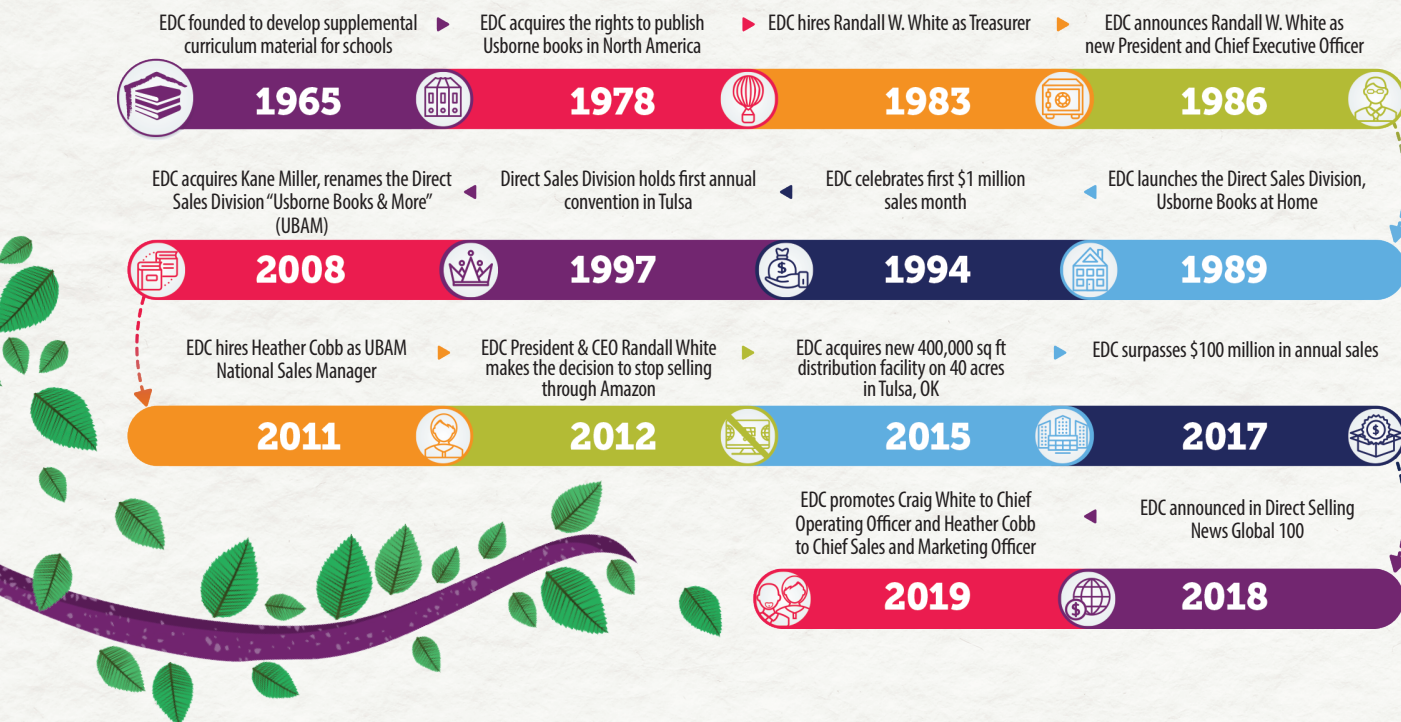 EDC founded to develop supplemental
curriculum material for schools
EDC acquires the rights to publish
Usborne books in North America
EDC hires Randall W. White as Treasurer
EDC announces Randall W. White as
new President and Chief Executive Officer
1965
1978
1983
1986
EDC launches the Direct Sales Division,
Usborne Books at Home
EDC celebrates first $1 million
sales month
Direct Sales Division holds first annual
convention in Tulsa
EDC acquires Kane Miller, renames the Direct
Sales Division “Usborne Books & More”
(UBAM)
1989
$
1994
1997
2008
EDC hires Heather Cobb as UBAM
National Sales Manager
EDC President & CEO Randall White
makes the decision to stop selling
through Amazon
EDC acquires new 400,000 sq ft
distribution facility on 40 acres
in Tulsa, OK
EDC surpasses $100 million in annual sales
2011
2012
2015
2017
$
EDC announced in Direct Selling
News Global 100
EDC promotes Craig White to Chief
Operating Officer and Heather Cobb
to Chief Sales and Marketing Officer
2018
$
2019